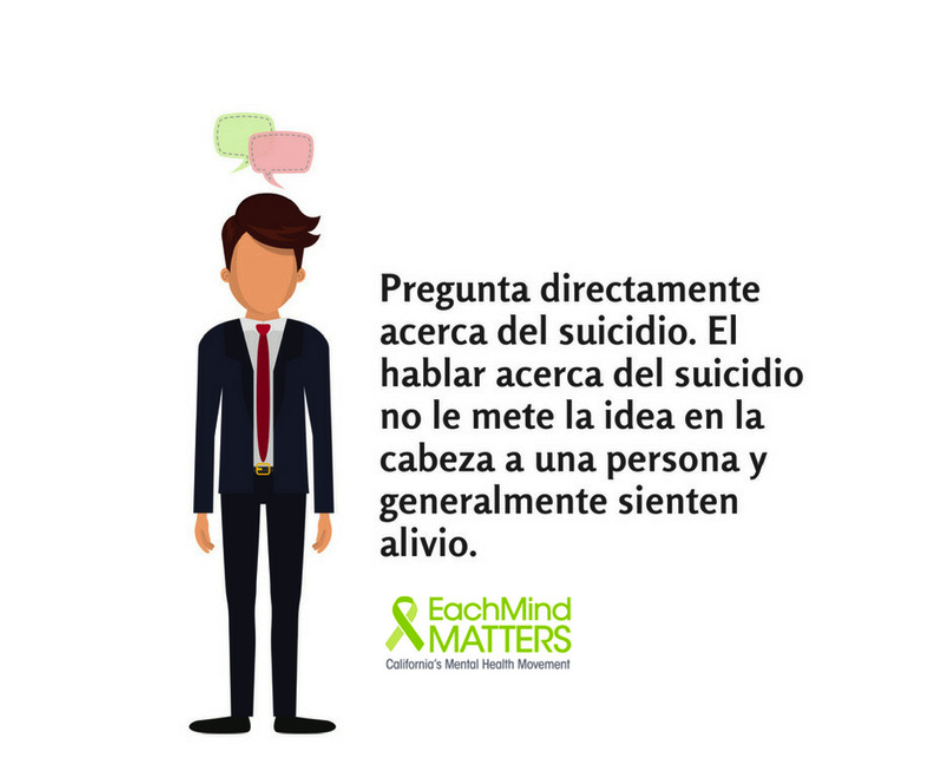 Pregunta directamente
acerca del suicidio. El
hablar acerca del suicidio
no le mete la idea en la
cabeza a una persona y
generalmente sienten
alivio.
EachMind
MATTERS
California's Mental Health Movement